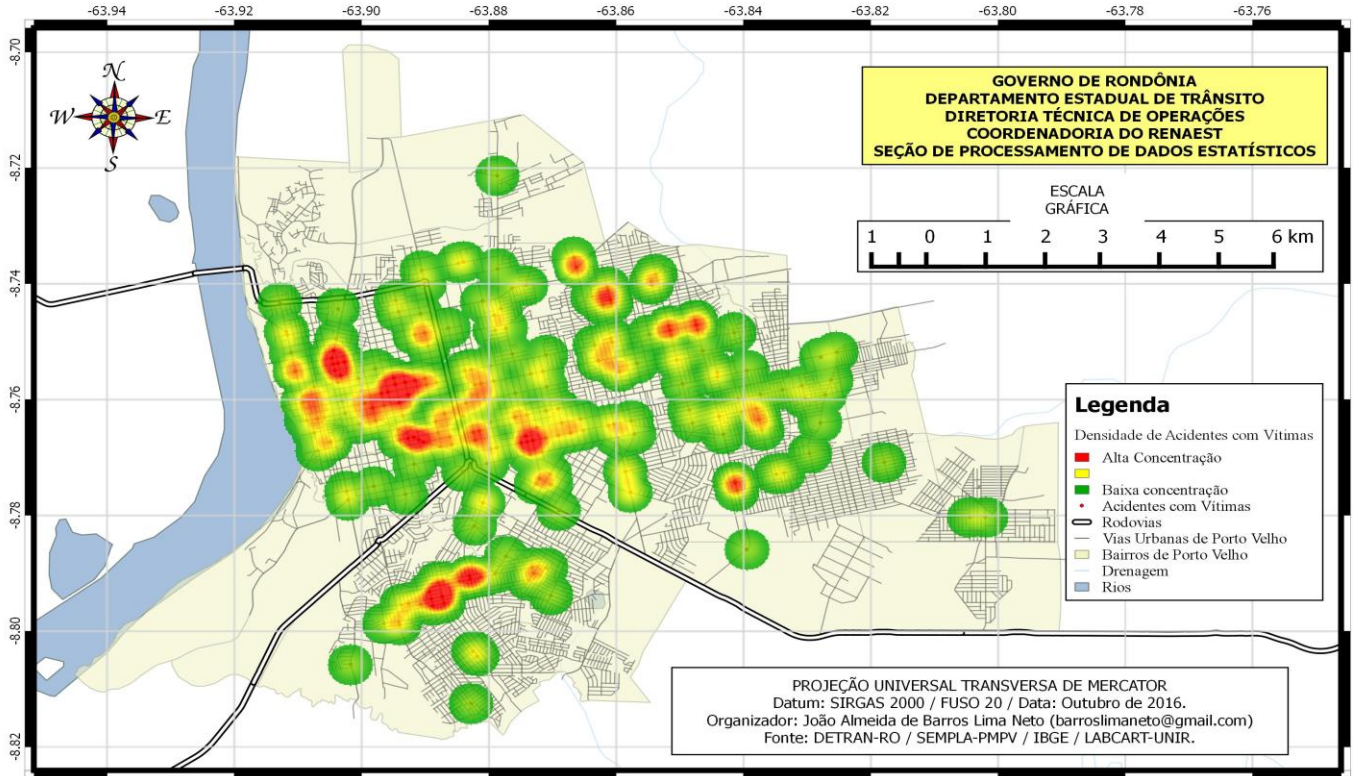 -63.94 -63.92 -63.90 -63.88 -63.86 -63.84 -63.82 -63.80 -63.78 -63.76
-8.70
-8.72
-8.74
-8.76
-8.78
-8.80
-8.82
N
W E
S
GOVERNO DE RONDÔNIA
DEPARTAMENTO ESTADUAL DE TRÂNSITO
DIRETORIA TÉCNICA DE OPERAÇÕES
COORDENADORIA DO RENAEST
SEÇÃO DE PROCESSAMENTO DE DADOS ESTATÍSTICOS
ESCALA
GRÁFICA
1 0 1 2 3 4 5 6 km
Legenda
Densidade de Acidentes com Vítimas
Alta Concentração
Baixa concentração
Acidentes com Vítimas
Rodovias
Vias Urbanas de Porto Velho
Bairros de Porto Velho
Drenagem
Rios
PROJEÇÃO UNIVERSAL TRANSVERSA DE MERCATOR
Datum: SIRGAS 2000 / FUSO 20 / Data: Outubro de 2016.
Organizador: João Almeida de Barros Lima Neto (barroslimaneto@gmail.com)
Fonte: DETRAN-RO / SEMPLA-PMPV / IBGE / LABCART-UNIR.